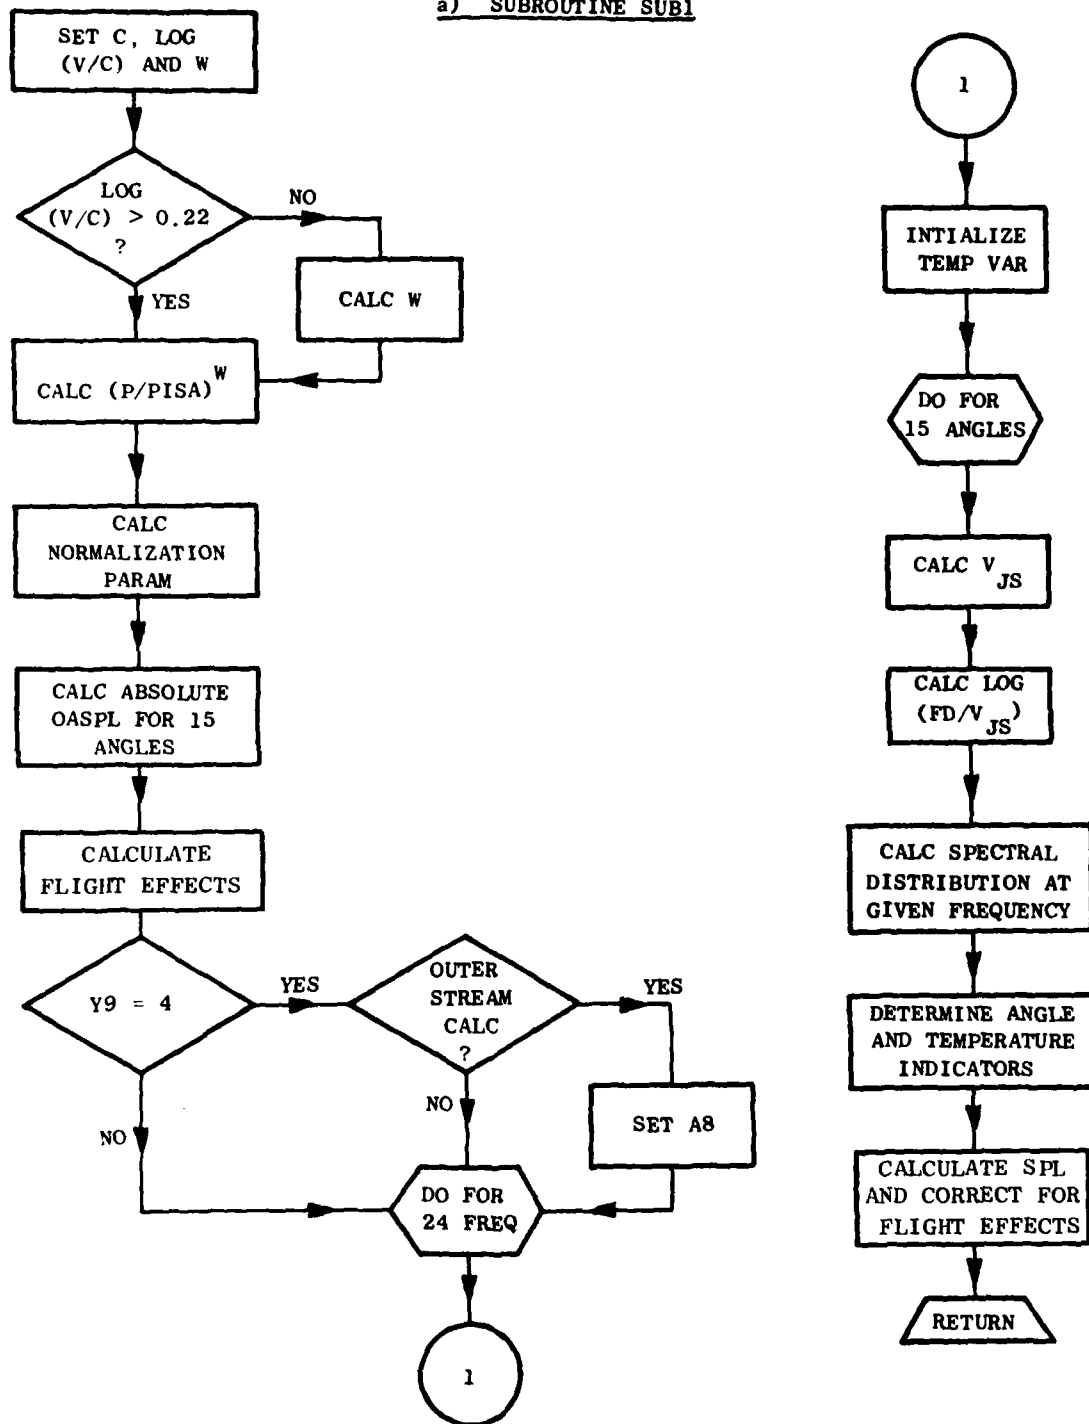 a) SUBROUTINE SUB1
SET C, LOG
(V/C) AND W
LOG
(V/C) > 0.22
?
NO
CALC W
YES
CALC (P/PISA)^W
CALC
NORMALIZATION
PARAM
CALC ABSOLUTE
OASPL FOR 15
ANGLES
CALCULATE
FLIGHT EFFECTS
Y9 = 4
YES
OUTER
STREAM
CALC
?
YES
NO
SET A8
NO
DO FOR
24 FREQ
1
1
INTIALIZE
TEMP VAR
DO FOR
15 ANGLES
CALC V_JS
CALC LOG
(FD/V_JS)
CALC SPECTRAL
DISTRIBUTION AT
GIVEN FREQUENCY
DETERMINE ANGLE
AND TEMPERATURE
INDICATORS
CALCULATE SPL
AND CORRECT FOR
FLIGHT EFFECTS
RETURN